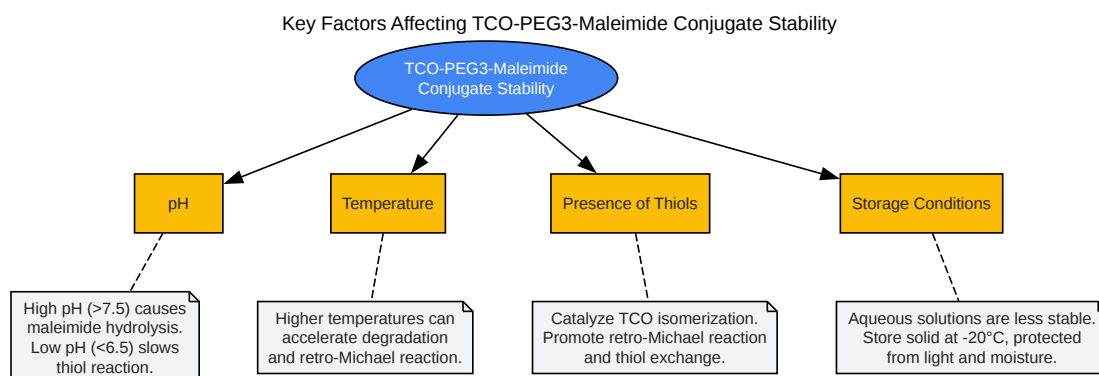 Key Factors Affecting TCO-PEG3-Maleimide Conjugate Stability
TCO-PEG3-Maleimide
Conjugate Stability
pH
Temperature
Presence of Thiols
Storage Conditions
High pH (>7.5) causes
maleimide hydrolysis.
Low pH (<6.5) slows
thiol reaction.
Higher temperatures can
accelerate degradation
and retro-Michael reaction.
Catalyze TCO isomerization.
Promote retro-Michael reaction
and thiol exchange.
Aqueous solutions are less stable.
Store solid at -20°C, protected
from light and moisture.